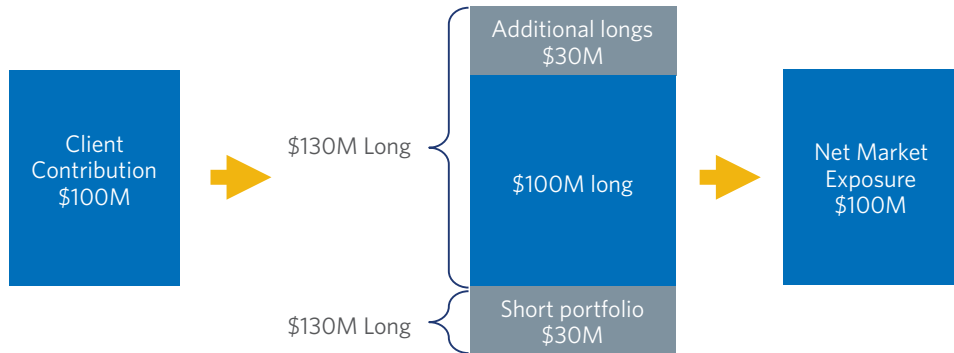 Client
Contribution
$100M
$130M Long
Additional longs
$30M
$100M long
$130M Long
Short portfolio
$30M
Net Market
Exposure
$100M